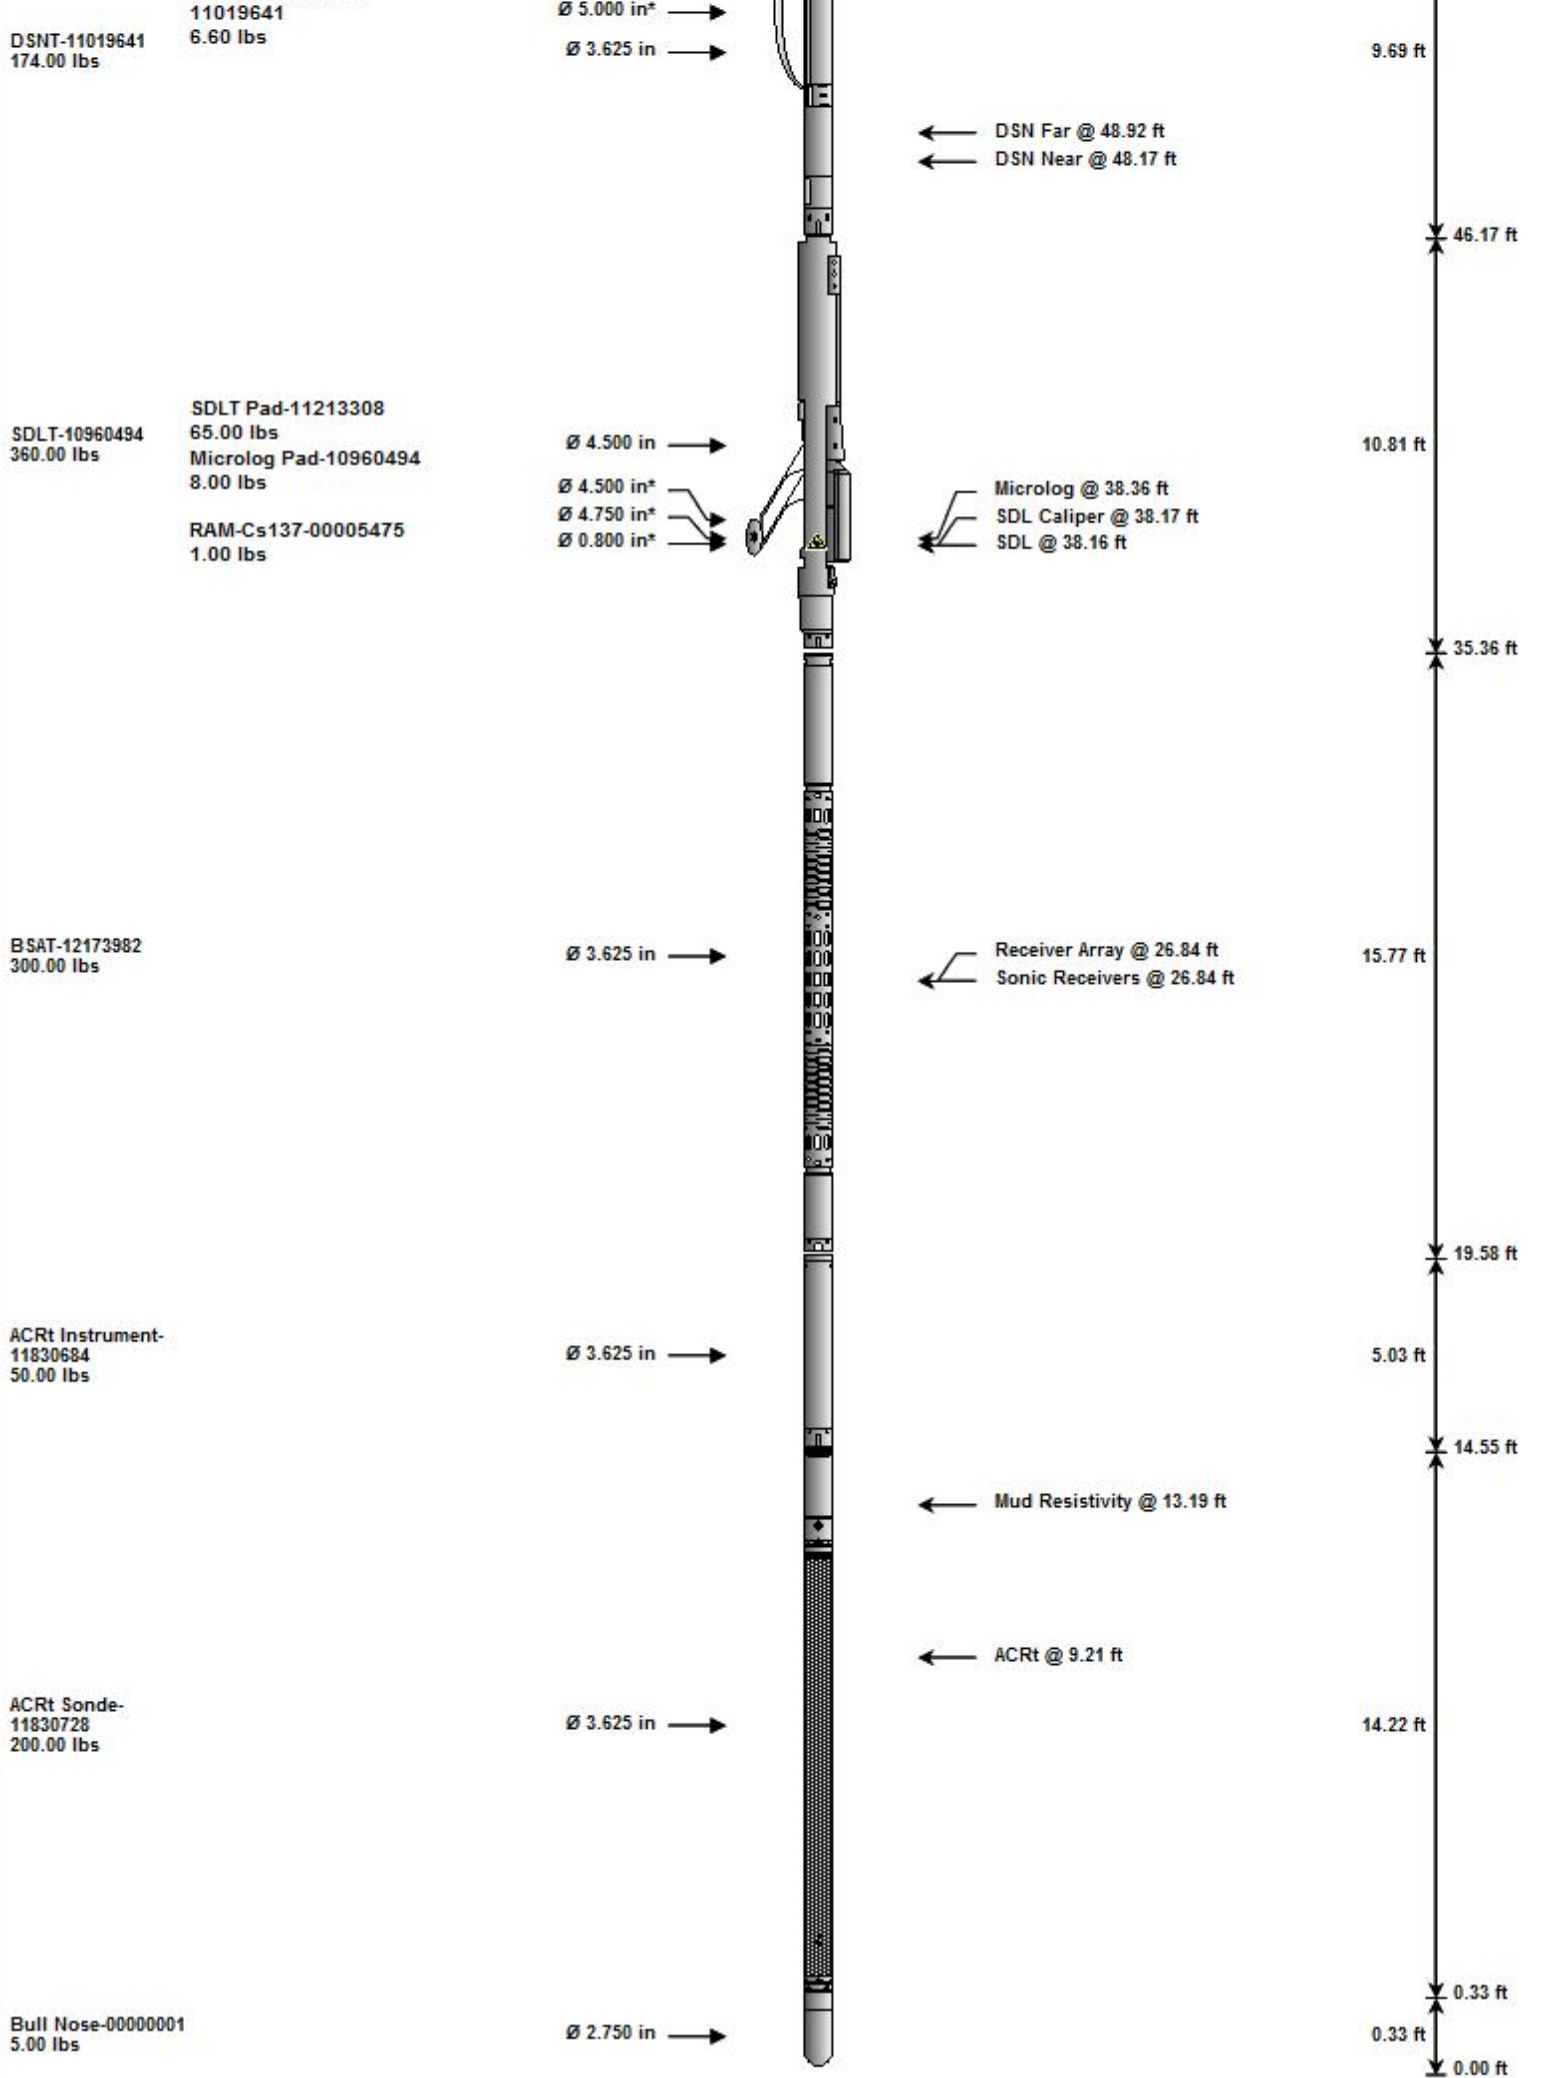 11019641
6.60 lbs
Ø 5.000 in*
DSNT-11019641
174.00 lbs
Ø 3.625 in
9.69 ft
DSN Far @ 48.92 ft
DSN Near @ 48.17 ft
46.17 ft
SDLT-10960494
360.00 lbs
SDLT Pad-11213308
65.00 lbs
Microlog Pad-10960494
8.00 lbs
RAM-Cs137-00005475
1.00 lbs
Ø 4.500 in
Ø 4.500 in*
Ø 4.750 in*
Ø 0.800 in*
Microlog @ 38.36 ft
SDL Caliper @ 38.17 ft
SDL @ 38.16 ft
10.81 ft
35.36 ft
BSAT-12173982
300.00 lbs
Ø 3.625 in
Receiver Array @ 26.84 ft
Sonic Receivers @ 26.84 ft
15.77 ft
19.58 ft
ACRt Instrument-
11830684
50.00 lbs
Ø 3.625 in
5.03 ft
14.55 ft
Mud Resistivity @ 13.19 ft
ACRt @ 9.21 ft
ACRt Sonde-
11830728
200.00 lbs
Ø 3.625 in
14.22 ft
0.33 ft
Bull Nose-00000001
5.00 lbs
Ø 2.750 in
0.33 ft
0.00 ft